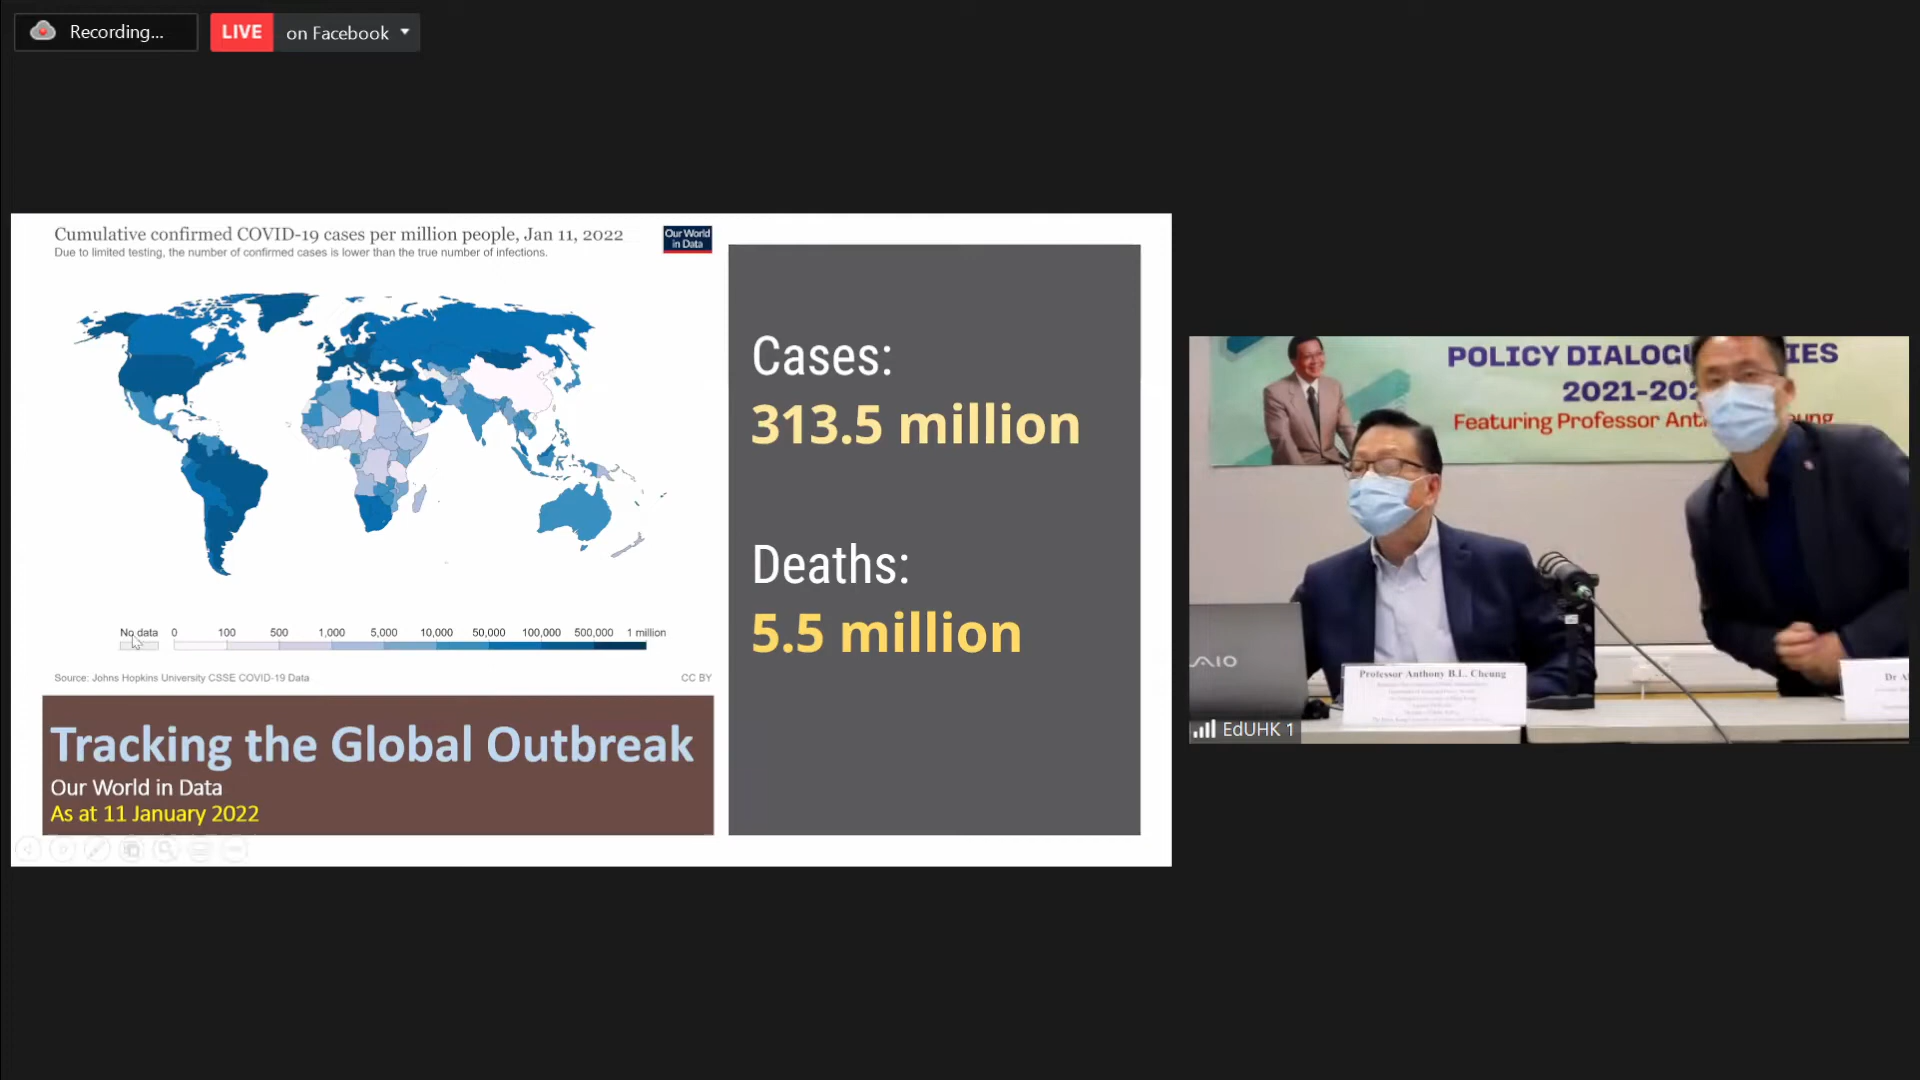 Recording...
LIVE on Facebook
Cumulative confirmed COVID-19 cases per million people, Jan 11, 2022
Due to limited testing, the number of confirmed cases is lower than the true number of infections.
Our World
in Data
No data 0 100 500 1,000 5,000 10,000 50,000 100,000 500,000 1 million
Source: Johns Hopkins University CSSE COVID-19 Data CC BY
Tracking the Global Outbreak
Our World in Data
As at 11 January 2022
Cases:
313.5 million
Deaths:
5.5 million
POLICY DIALOGU IES
2021-202
Featuring Professor Ant ung
AIO
Professor Anthony B.L. Cheung
Dr A
EdUHK 1